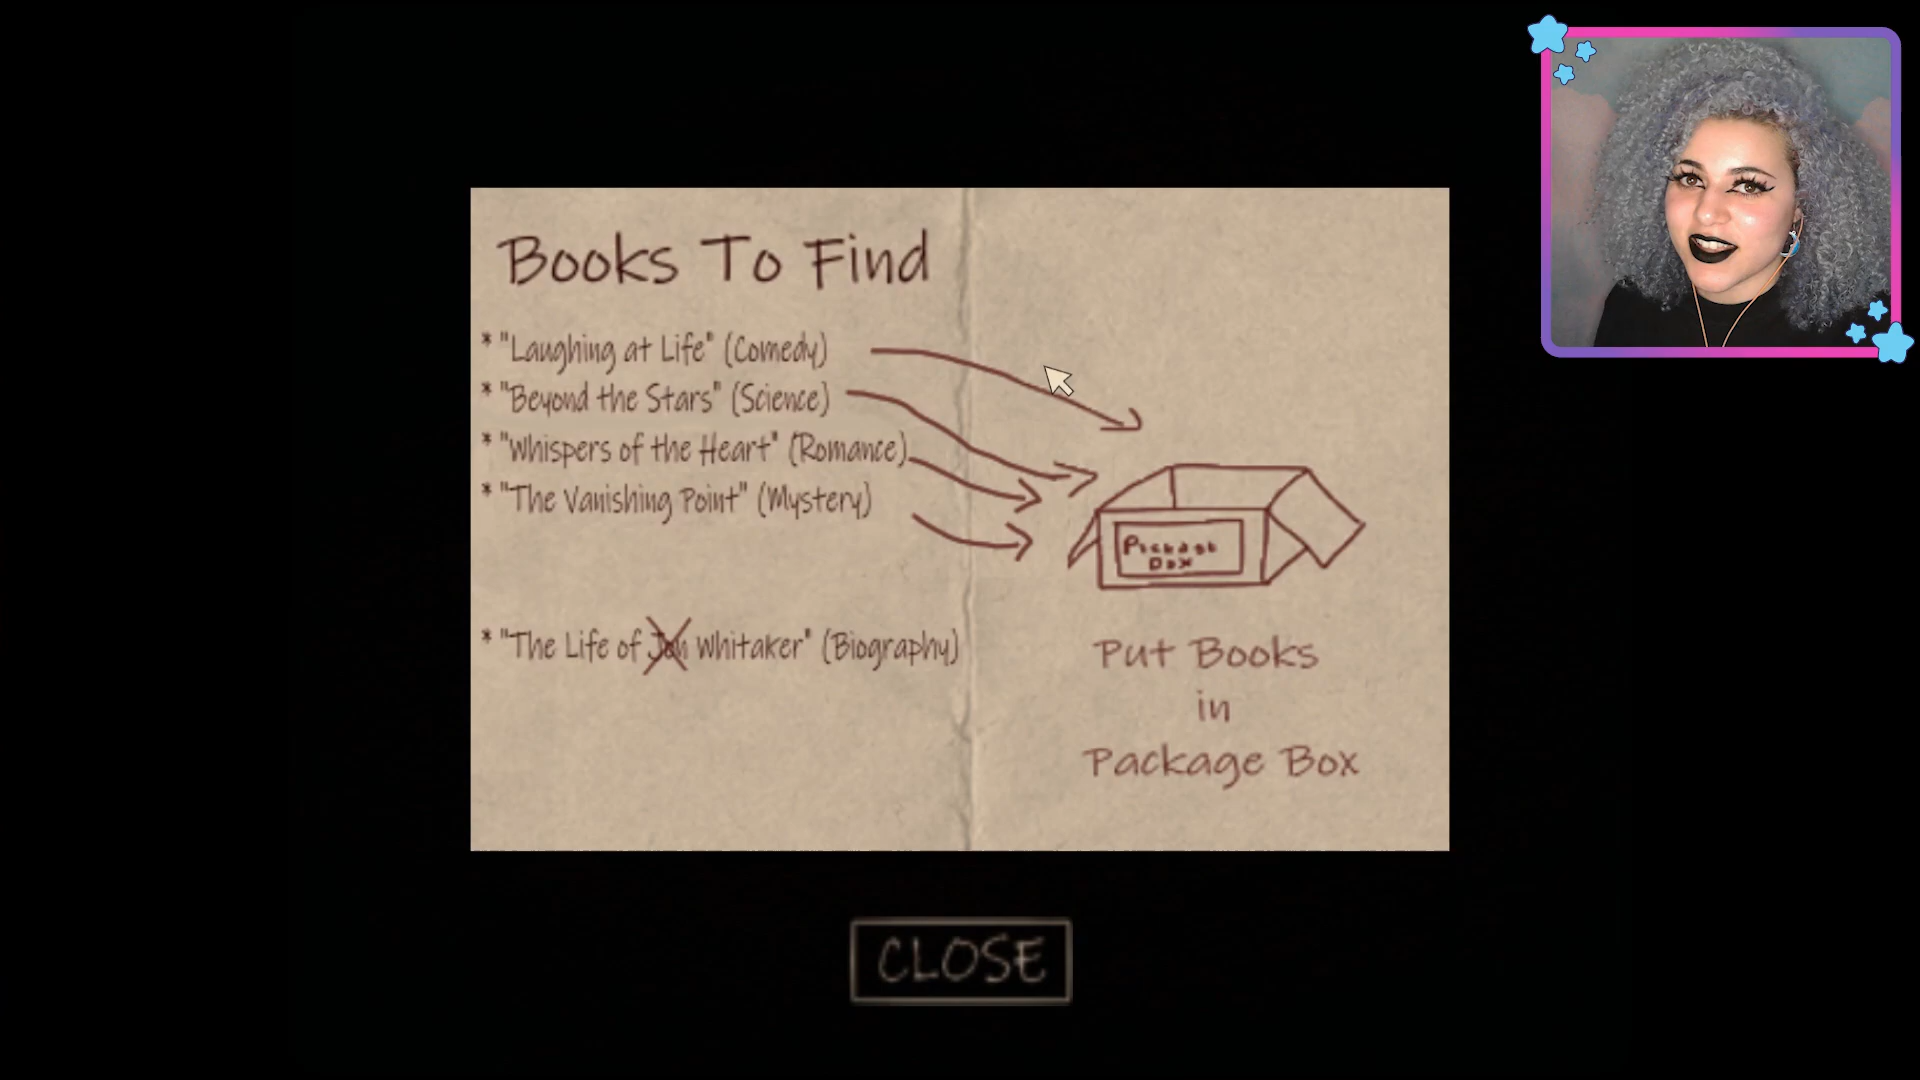 Books To Find
* "Laughing at Life" (Comedy)
* "Beyond the Stars" (Science)
* "Whispers of the Heart" (Romance)
* "The Vanishing Point" (Mystery)
* "The Life of Jon Whitaker" (Biography)
Package
Box
Put Books
in
Package Box
CLOSE